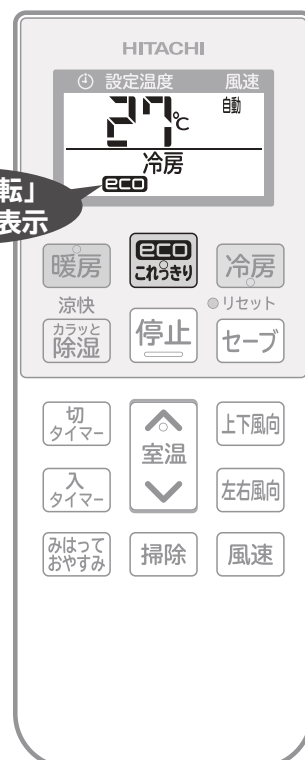 HITACHI
設定温度 風速
27℃ 自動
冷房
eco
転」
表示
暖房 eco これっきり 冷房
涼快 リセット
カラッと 除湿 停止 セーブ
切 タイマー 室温 上下風向
入 タイマー 左右風向
みはって おやすみ 掃除 風速